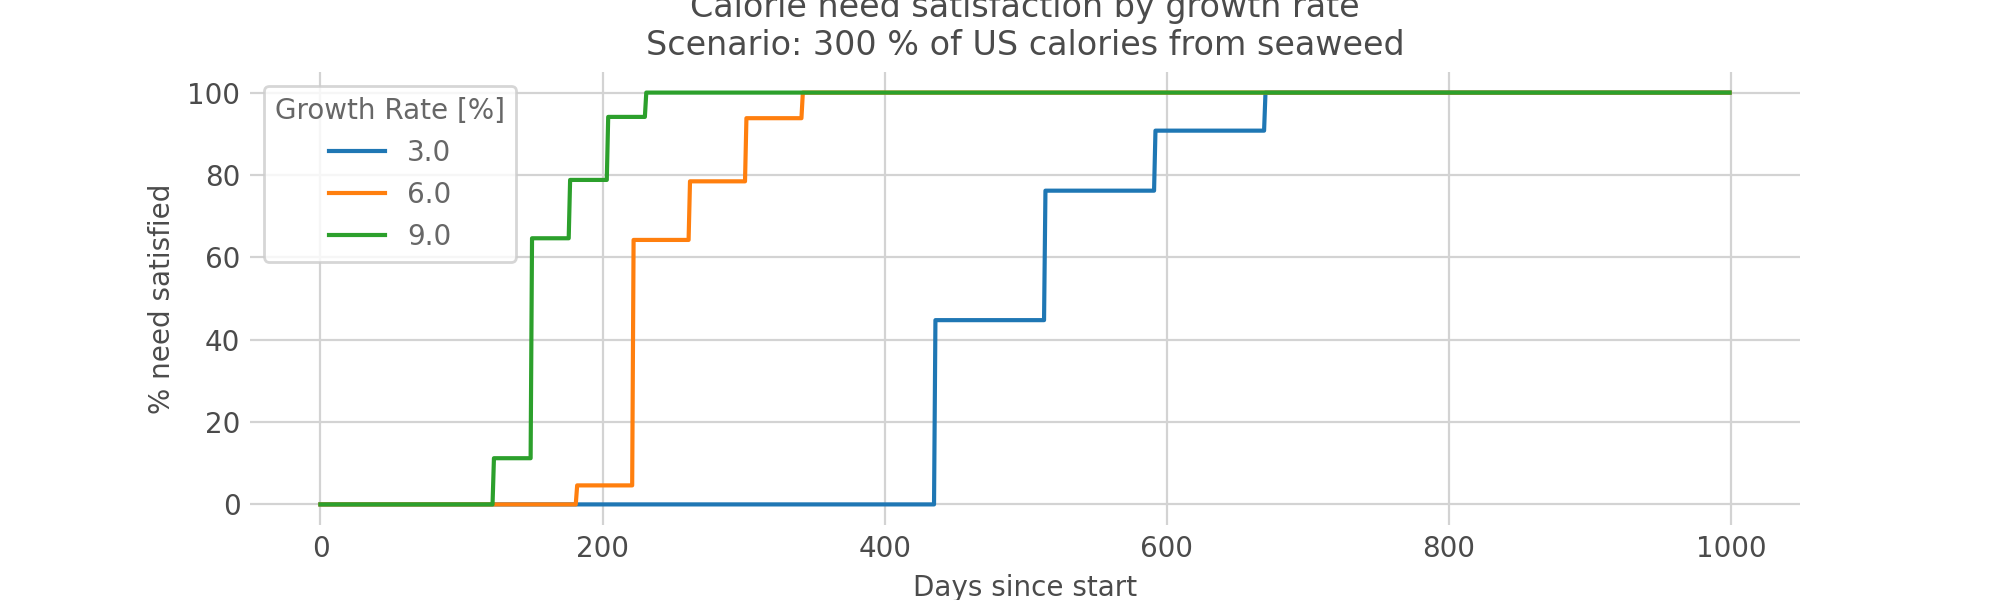 Calorie need satisfaction by growth rate
Scenario: 300 % of US calories from seaweed
Growth Rate [%]
3.0
6.0
9.0
% need satisfied
100
80
60
40
20
0
0 200 400 600 800 1000
Days since start